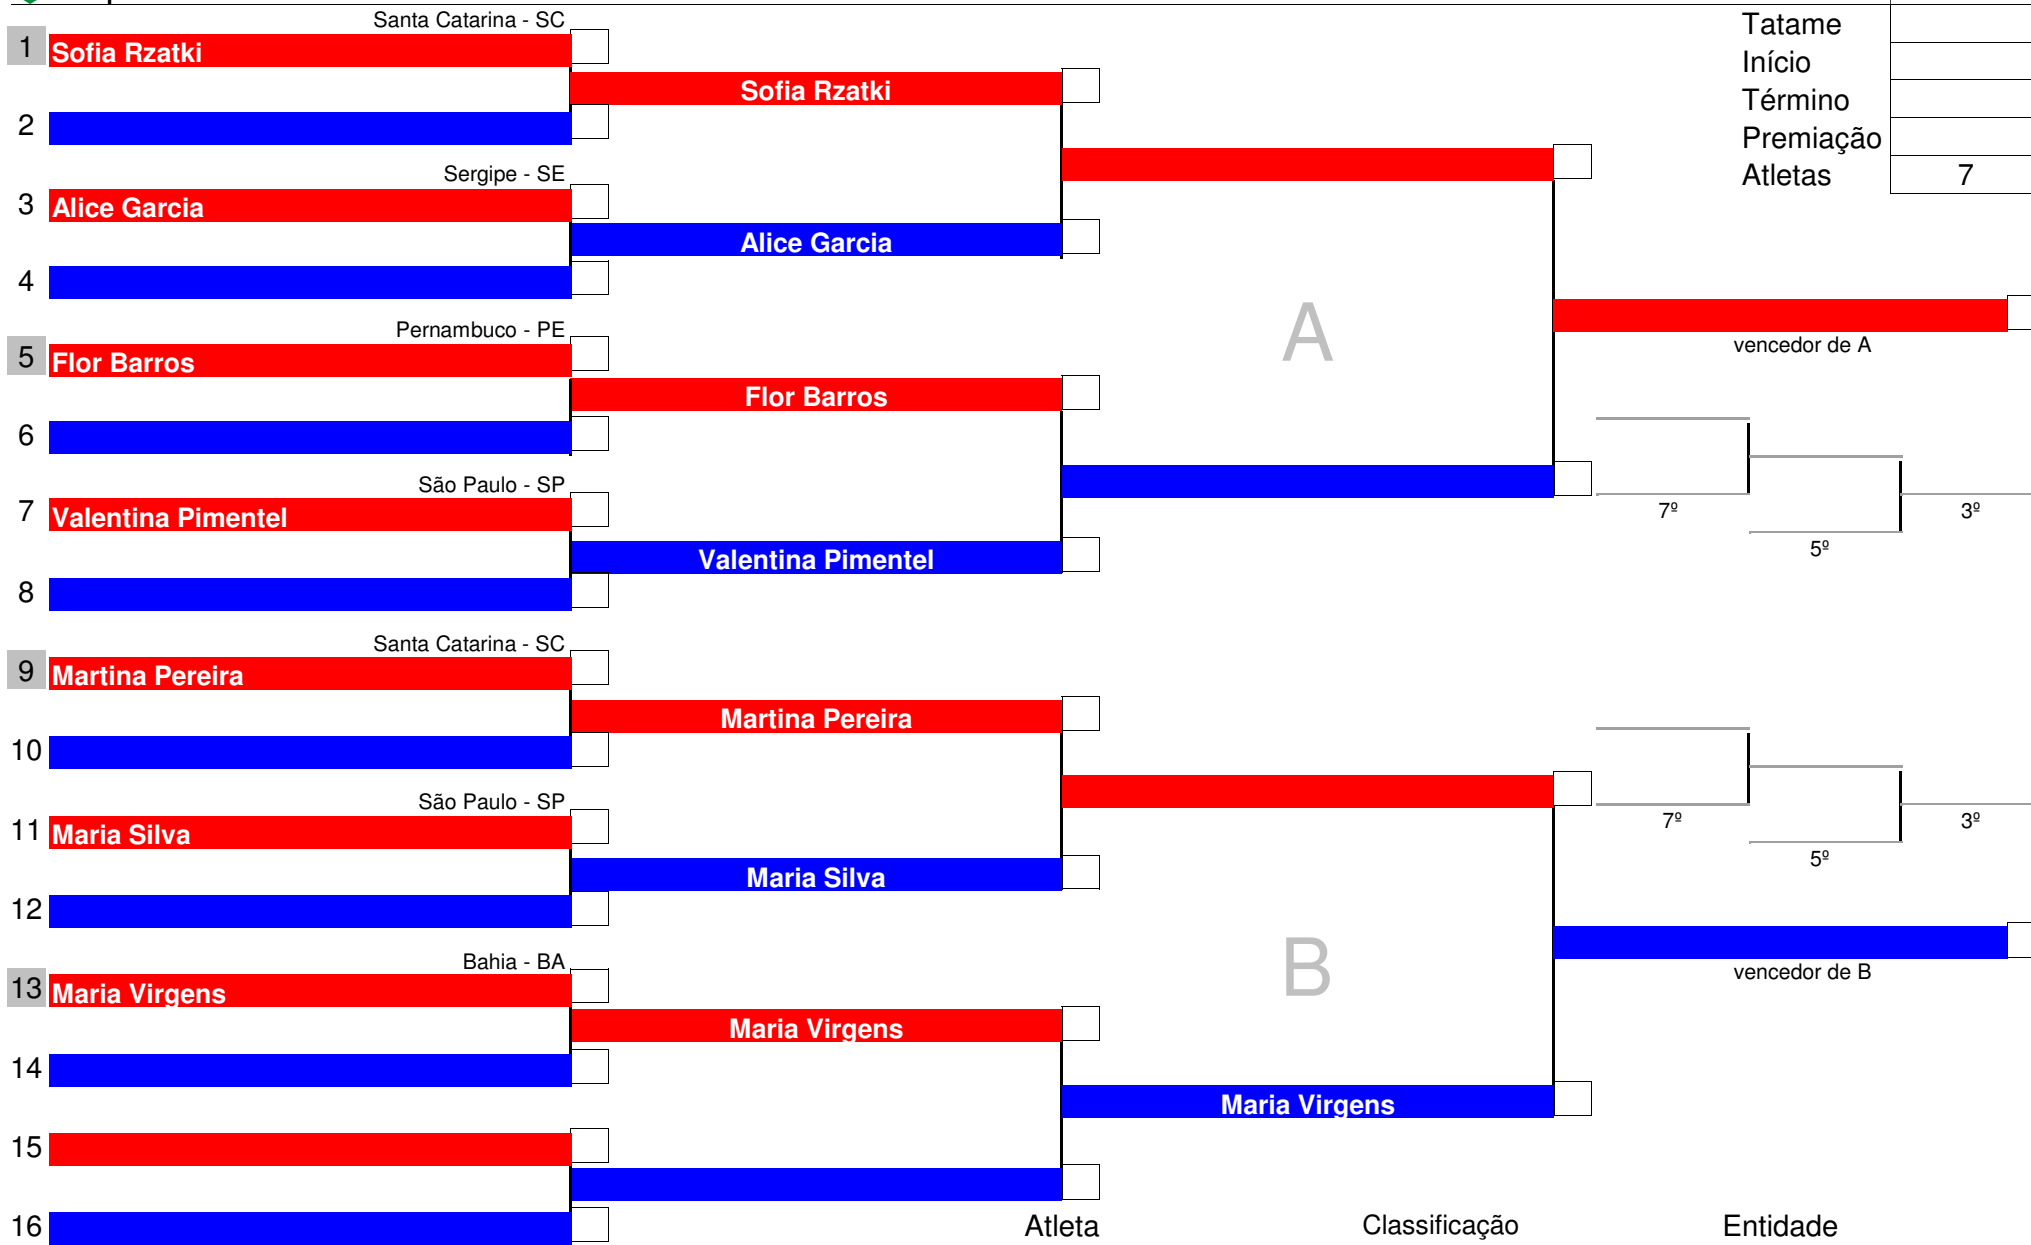 Santa Catarina - SC
Tatame
1 Sofia Rzatki
Início
Sofia Rzatki
Término
2
Premiação
Sergipe - SE
Atletas 7
3 Alice Garcia
Alice Garcia
4
Pernambuco - PE
A
vencedor de A
5 Flor Barros
Flor Barros
6
São Paulo - SP
7 Valentina Pimentel
7º 3º
5º
Valentina Pimentel
8
Santa Catarina - SC
9 Martina Pereira
Martina Pereira
10
São Paulo - SP
7º 3º
11 Maria Silva
5º
Maria Silva
12
Bahia - BA
B
vencedor de B
13 Maria Virgens
Maria Virgens
14
Maria Virgens
15
16
Atleta Classificação Entidade